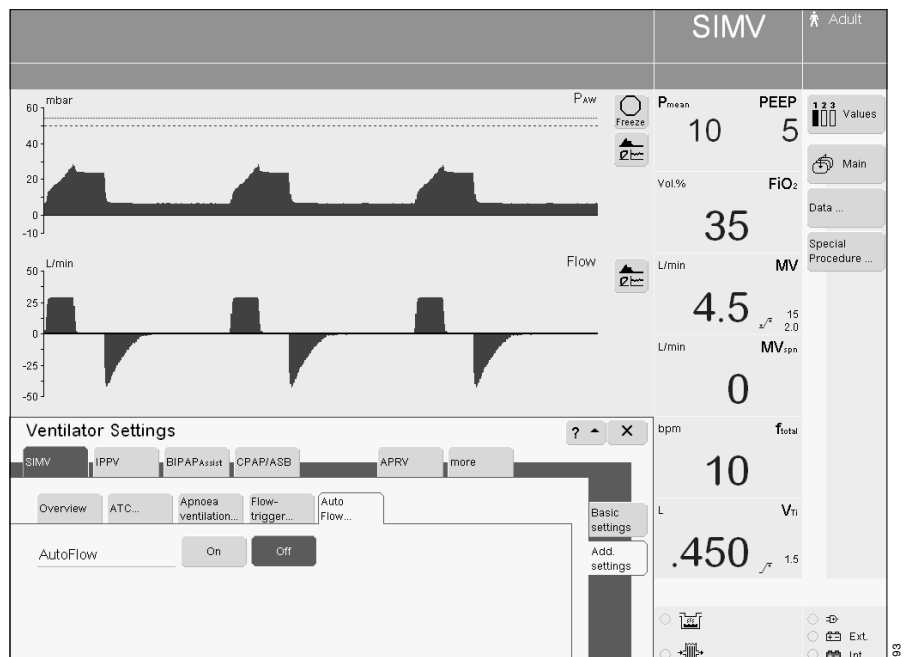 SIMV
Adult
mbar
Paw
60
40
20
0
-10
Freeze
L/min
Flow
50
25
0
-25
-50
Pmean PEEP
10 5
Vol.% FiO2
35
L/min MV
4.5 15
2.0
L/min MVspn
0
bpm ftotal
10
L VTi
.450 1.5
1 2 3
Values
Main
Data ...
Special
Procedure ...
Ventilator Settings
? X
SIMV IPPV BIPAPAssist CPAP/ASB APRV more
Overview ATC... Apnoea
ventilation... Flow-
trigger... Auto
Flow...
Basic
settings
AutoFlow On Off
Add.
settings
Ext.
Int.
93